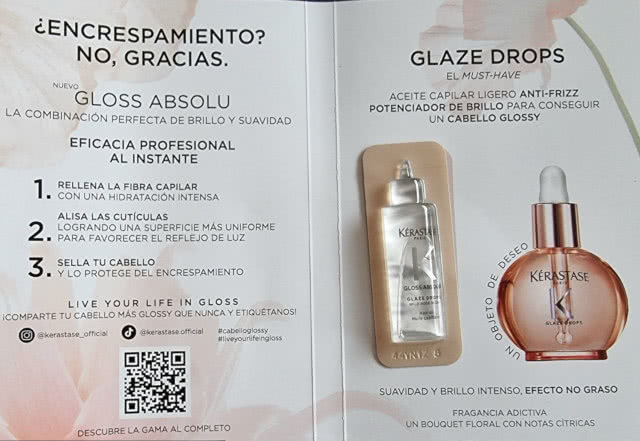 ¿ENCRESPAMIENTO?
NO, GRACIAS.
NUEVO
GLOSS ABSOLU
LA COMBINACIÓN PERFECTA DE BRILLO Y SUAVIDAD
EFICACIA PROFESIONAL
AL INSTANTE
1. RELLENA LA FIBRA CAPILAR
CON UNA HIDRATACIÓN INTENSA
2. ALISA LAS CUTÍCULAS
LOGRANDO UNA SUPERFICIE MÁS UNIFORME
PARA FAVORECER EL REFLEJO DE LUZ
3. SELLA TU CABELLO
Y LO PROTEGE DEL ENCRESPAMIENTO
LIVE YOUR LIFE IN GLOSS
¡COMPARTE TU CABELLO MÁS GLOSSY QUE NUNCA Y ETIQUÉTANOS!
@kerastase_official @kerastase.official #cabelloglossy
#liveyourlifeingloss
DESCUBRE LA GAMA AL COMPLETO
GLAZE DROPS
EL MUST-HAVE
ACEITE CAPILAR LIGERO ANTI-FRIZZ
POTENCIADOR DE BRILLO PARA CONSEGUIR
UN CABELLO GLOSSY
KÉRASTASE
PARIS
K
GLOSS ABSOLU
GLAZE DROPS
UN OBJETO DE DESEO
KÉRASTASE
K
GLAZE DROPS
SUAVIDAD Y BRILLO INTENSO, EFECTO NO GRASO
FRAGANCIA ADICTIVA
UN BOUQUET FLORAL CON NOTAS CÍTRICAS